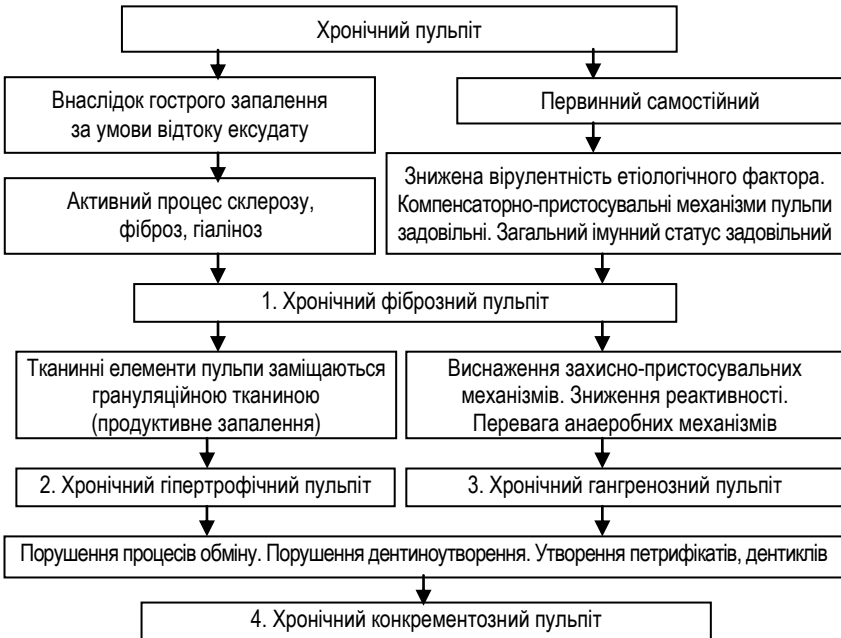 Хронічний пульпіт
Внаслідок гострого запалення
за умови відтоку ексудату
Первинний самостійний
Активний процес склерозу,
фіброз, гіаліноз
Знижена вірулентність етіологічного фактора.
Компенсаторно-пристосувальні механізми пульпи
задовільні. Загальний імунний статус задовільний
1. Хронічний фіброзний пульпіт
Тканинні елементи пульпи заміщаються
грануляційною тканиною
(продуктивне запалення)
Виснаження захисно-пристосувальних
механізмів. Зниження реактивності.
Перевага анаеробних механізмів
2. Хронічний гіпертрофічний пульпіт
3. Хронічний гангренозний пульпіт
Порушення процесів обміну. Порушення дентиноутворення. Утворення петрифікатів, дентиклів
4. Хронічний конкрементозний пульпіт